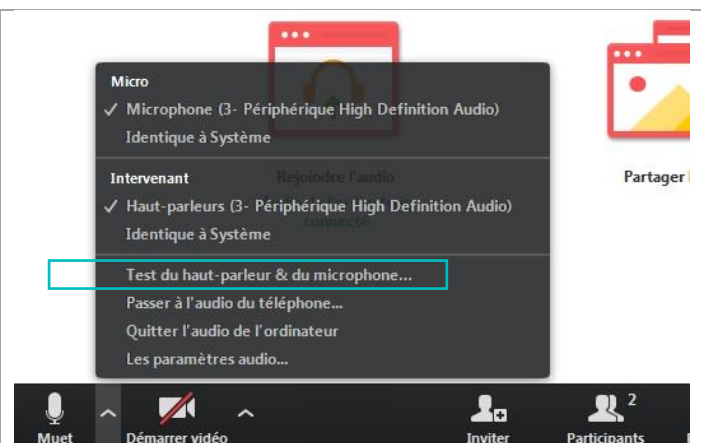 Micro
✓ Microphone (3- Périphérique High Definition Audio)
Identique à Système
Intervenant
Rejoindre l'audio
Partager
✓ Haut-parleurs (3- Périphérique High Definition Audio)
connecté
Identique à Système
Test du haut-parleur & du microphone...
Passer à l'audio du téléphone...
Quitter l'audio de l'ordinateur
Les paramètres audio...
2
Muet
Démarrer vidéo
Inviter
Participants